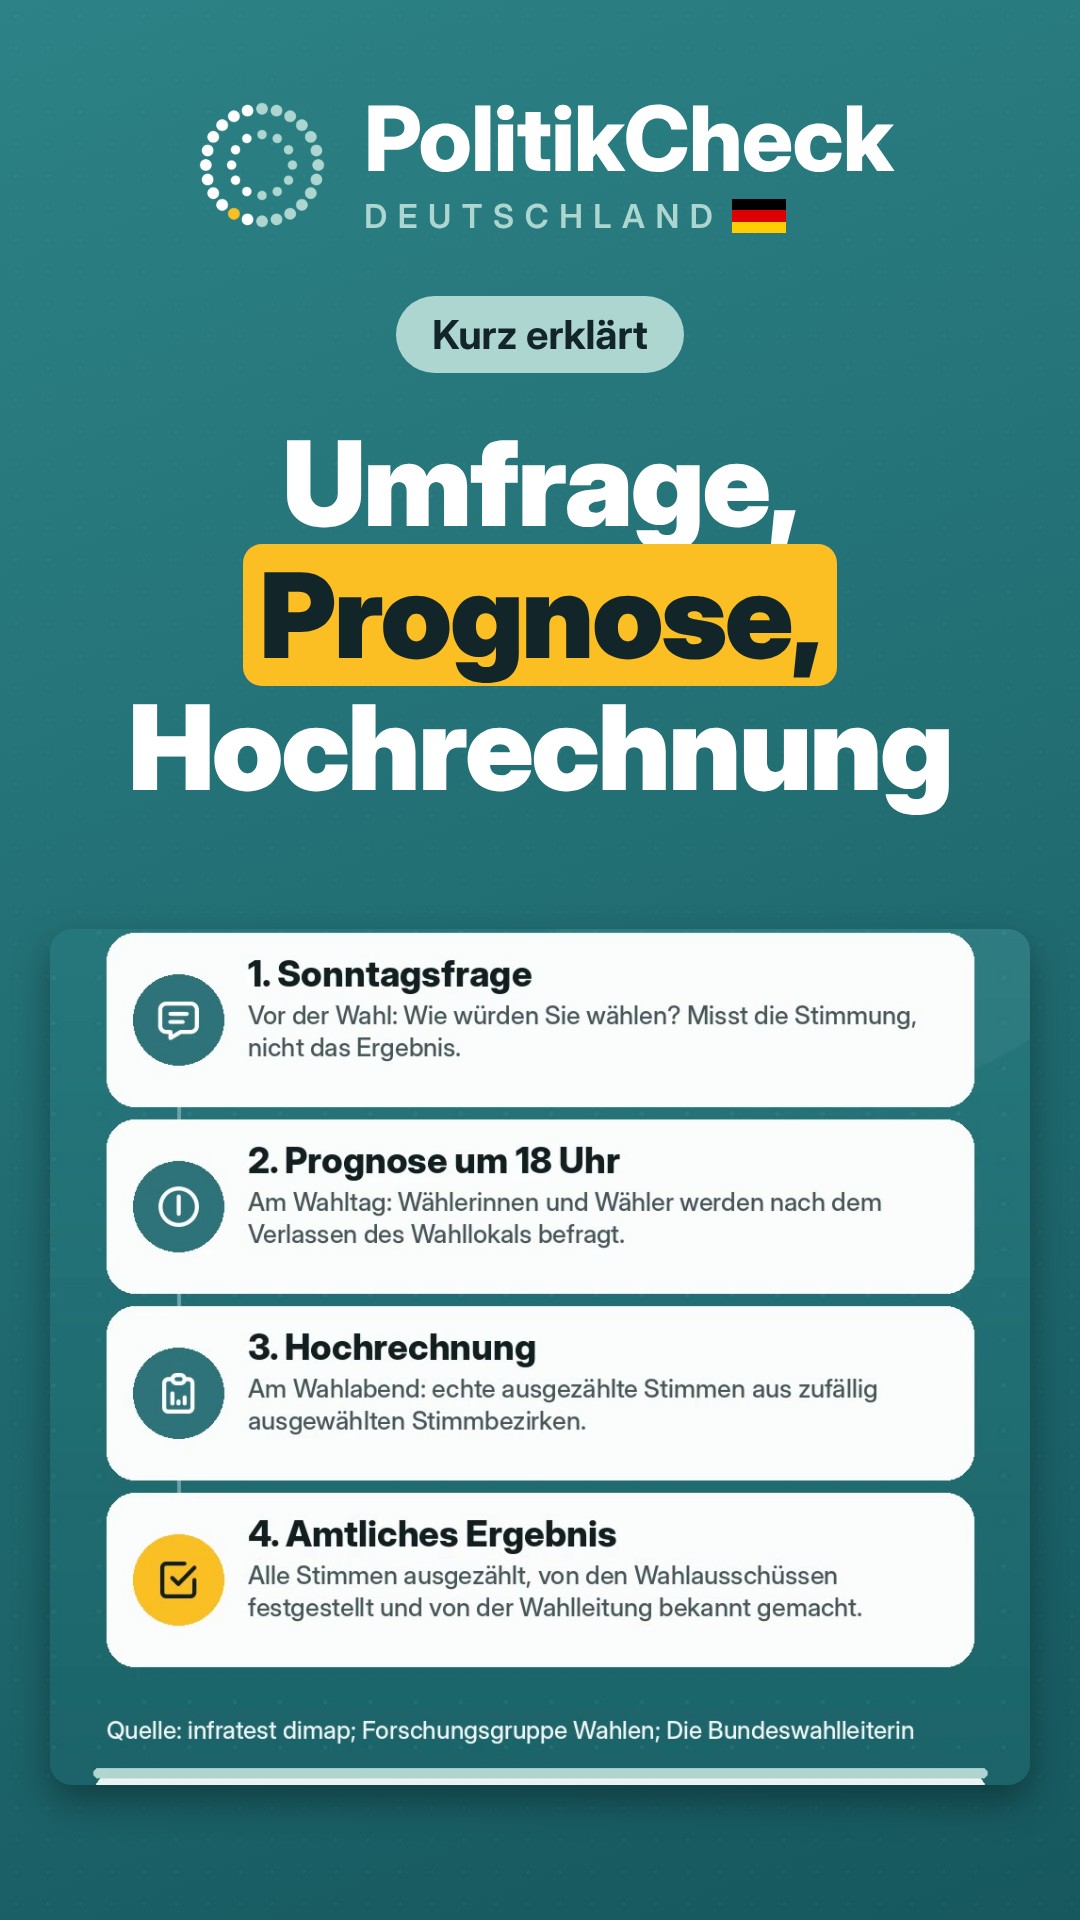 PolitikCheck
DEUTSCHLAND
Kurz erklärt
Umfrage,
Prognose,
Hochrechnung
1. Sonntagsfrage
Vor der Wahl: Wie würden Sie wählen? Misst die Stimmung,
nicht das Ergebnis.
2. Prognose um 18 Uhr
Am Wahltag: Wählerinnen und Wähler werden nach dem
Verlassen des Wahllokals befragt.
3. Hochrechnung
Am Wahlabend: echte ausgezählte Stimmen aus zufällig
ausgewählten Stimmbezirken.
4. Amtliches Ergebnis
Alle Stimmen ausgezählt, von den Wahlausschüssen
festgestellt und von der Wahlleitung bekannt gemacht.
Quelle: infratest dimap; Forschungsgruppe Wahlen; Die Bundeswahlleiterin